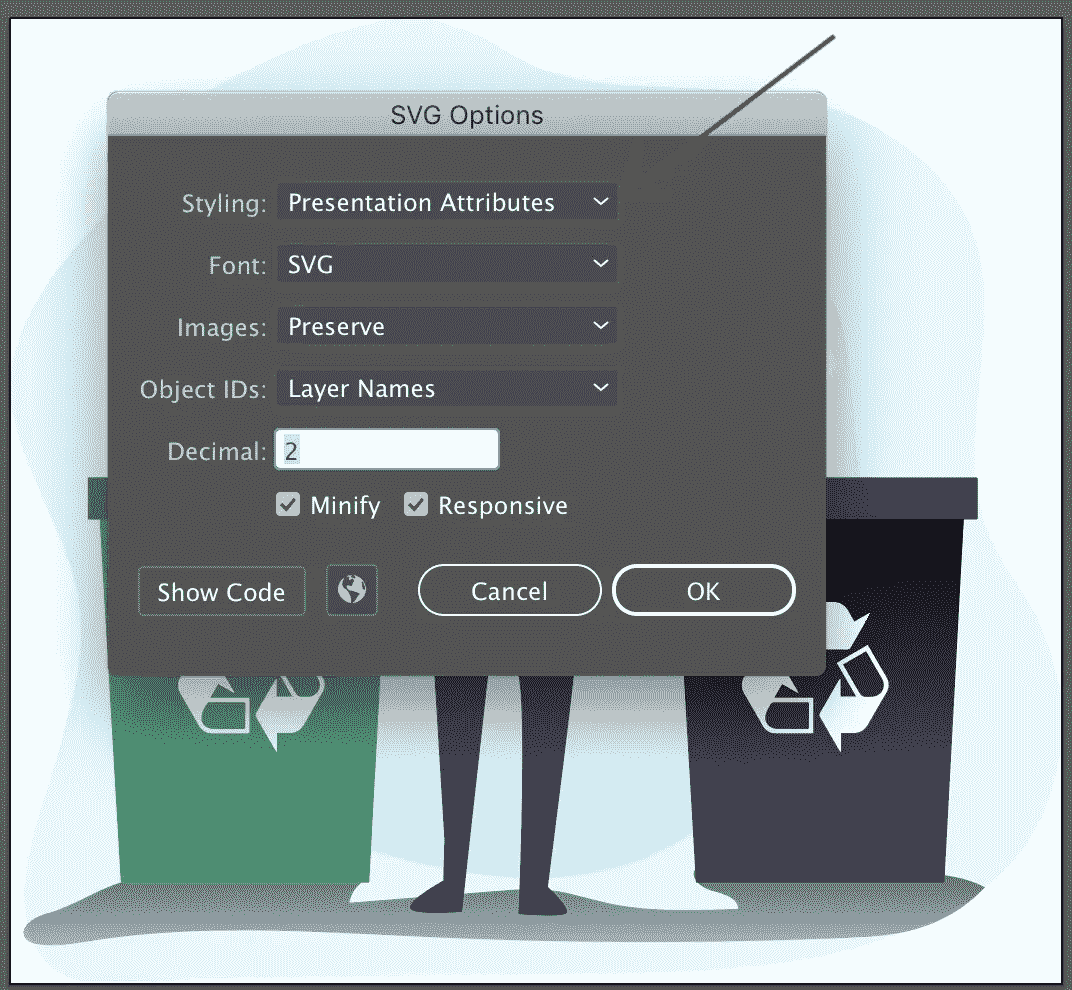 SVG Options
Styling: Presentation Attributes
Font: SVG
Images: Preserve
Object IDs: Layer Names
Decimal: 2
Minify Responsive
Show Code Cancel OK